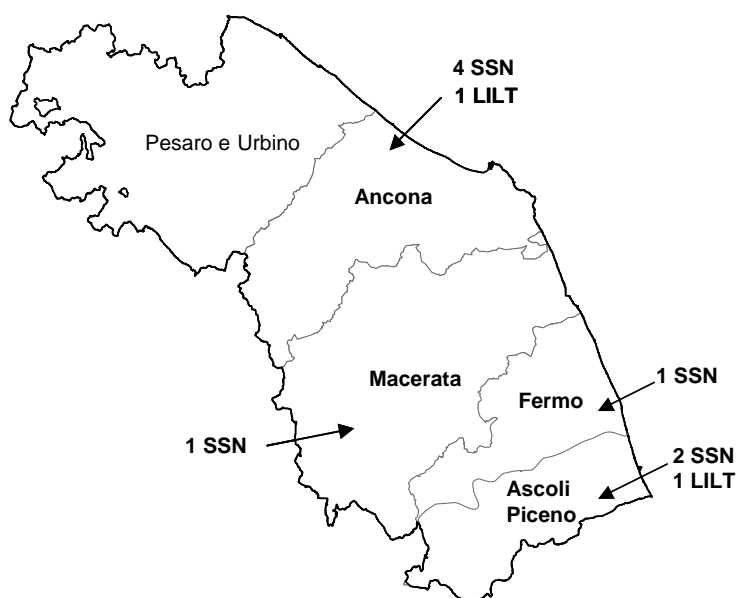 4 SSN
1 LILT
Pesaro e Urbino
Ancona
Macerata
1 SSN
Fermo
1 SSN
2 SSN
1 LILT
Ascoli
Piceno